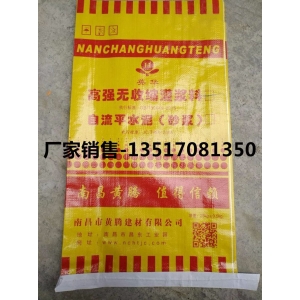 NANCHANGHUANGTENG
高强无收缩灌浆料
自流平水泥(砂浆)
厂家销售-13517081350
南昌黄腾 值得信赖
南昌市黄腾建材有限公司